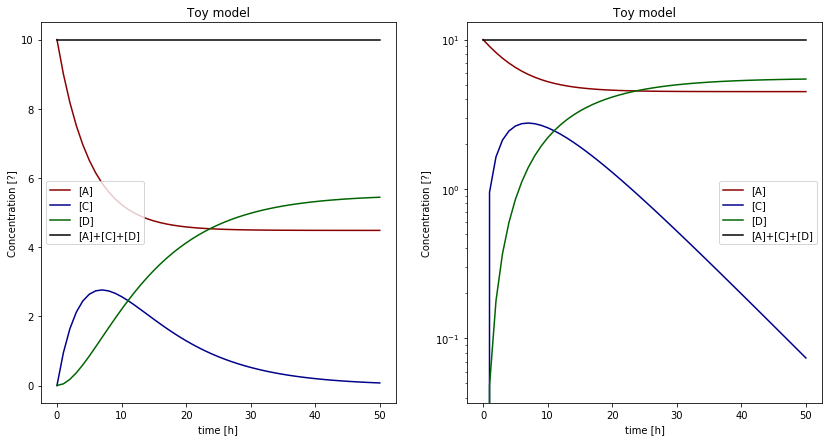 Toy model
Concentration [?]
10
8
6
4
2
0
[A]
[C]
[D]
[A]+[C]+[D]
0
10
20
30
40
50
time [h]
Toy model
Concentration [?]
10^1
10^0
10^−1
[A]
[C]
[D]
[A]+[C]+[D]
0
10
20
30
40
50
time [h]